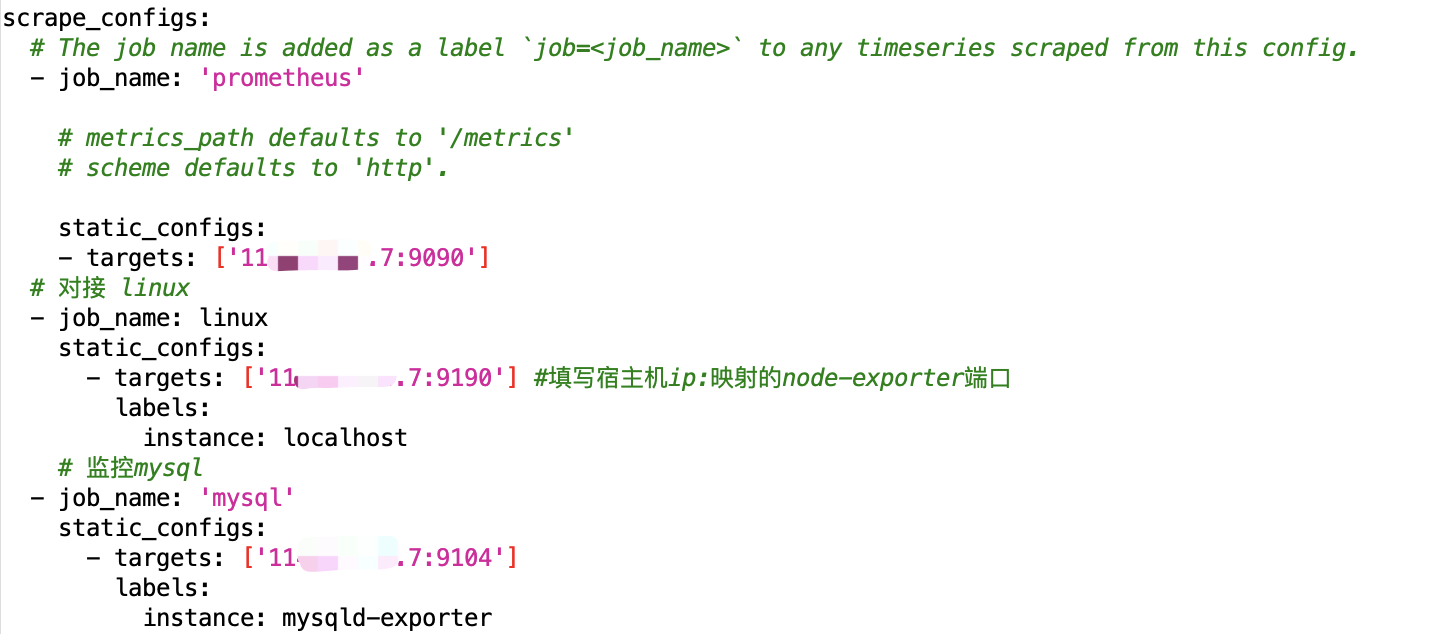 scrape_configs:
# The job name is added as a label `job=<job_name>` to any timeseries scraped from this config.
- job_name: 'prometheus'
# metrics_path defaults to '/metrics'
# scheme defaults to 'http'.
static_configs:
- targets: ['11 .7:9090']
# 对接 linux
- job_name: linux
static_configs:
- targets: ['11 .7:9190'] #填写宿主机ip:映射的node-exporter端口
labels:
instance: localhost
# 监控mysql
- job_name: 'mysql'
static_configs:
- targets: ['11 .7:9104']
labels:
instance: mysqld-exporter